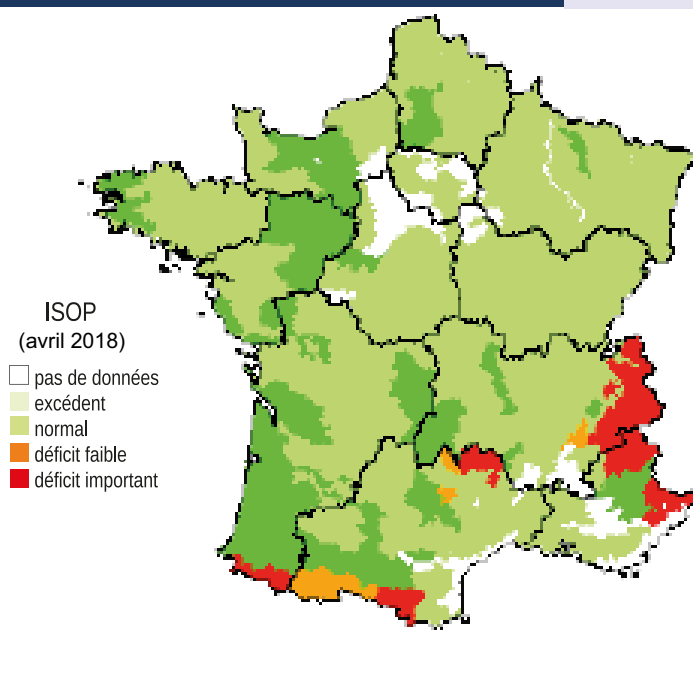 ISOP
(avril 2018)
pas de données
excédent
normal
déficit faible
déficit important